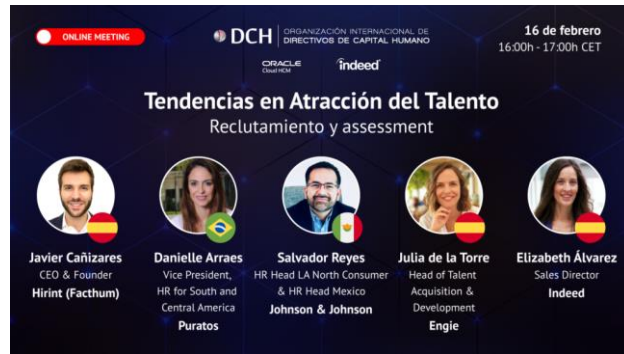 ONLINE MEETING
DCH
ORGANIZACIÓN INTERNACIONAL DE
DIRECTIVOS DE CAPITAL HUMANO
16 de febrero
16:00h - 17:00h CET
ORACLE
Cloud HCM
indeed
Tendencias en Atracción del Talento
Reclutamiento y assessment
Javier Cañizares
CEO & Founder
Hirint (Facthum)
Danielle Arraes
Vice President,
HR for South and
Central America
Puratos
Salvador Reyes
HR Head LA North Consumer
& HR Head Mexico
Johnson & Johnson
Julia de la Torre
Head of Talent
Acquisition &
Development
Engie
Elizabeth Álvarez
Sales Director
Indeed